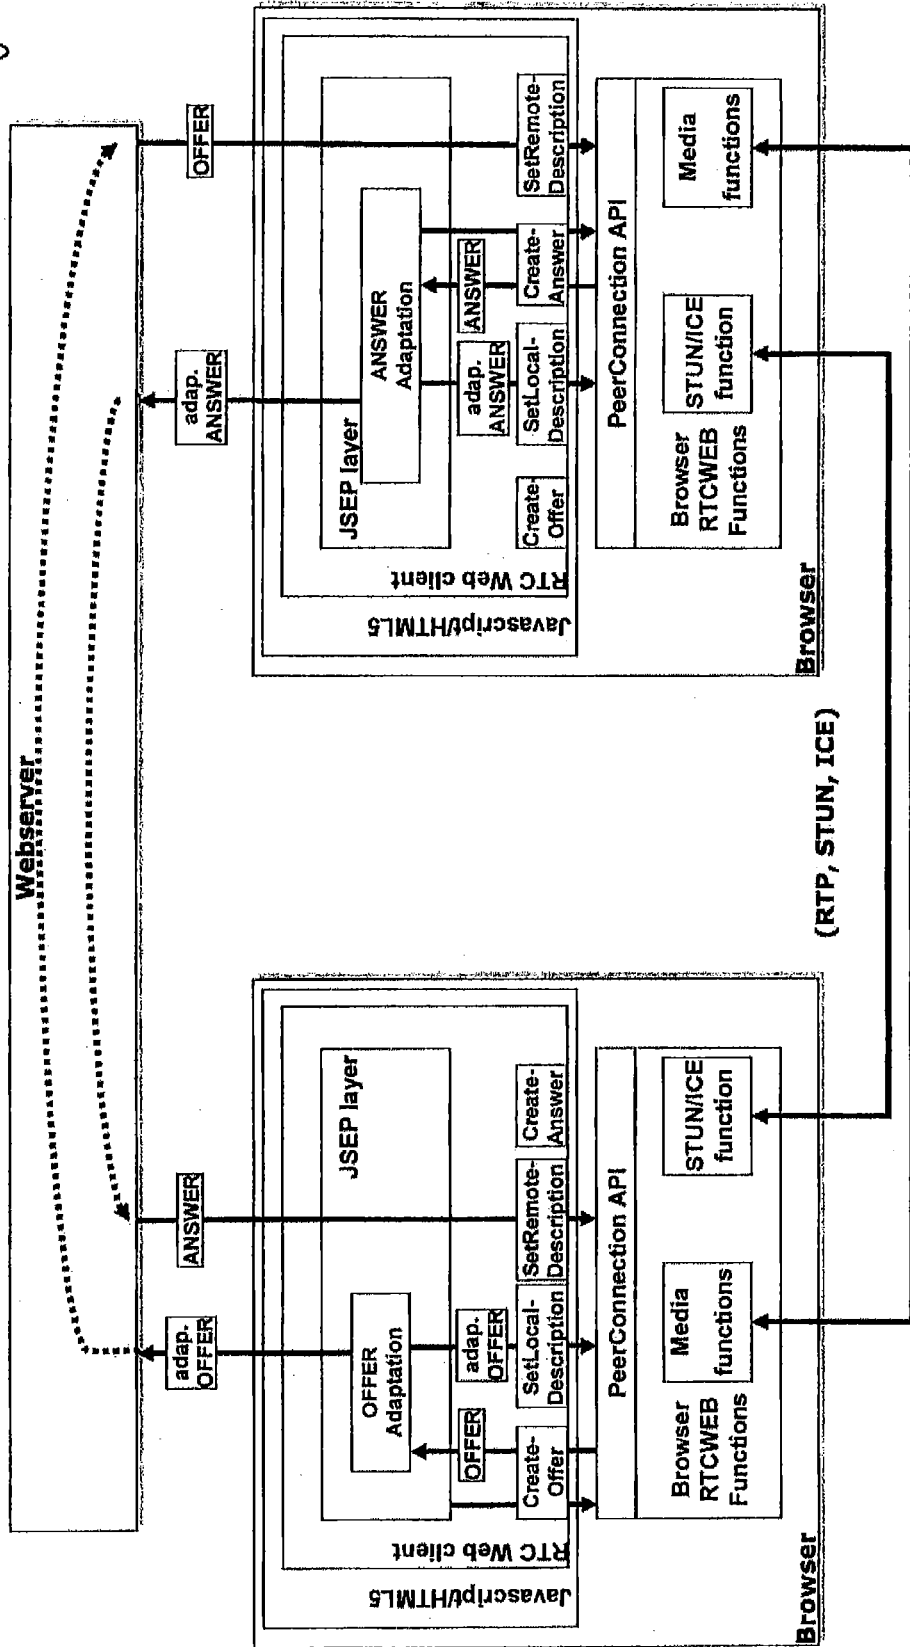 Webserver
adap.
OFFER
ANSWER
adap.
ANSWER
OFFER
Browser
Javascript/HTML5
RTC Web client
JSEP layer
OFFER
Adaptation
OFFER
adap.
OFFER
Create-
Offer
SetLocal-
Description
SetRemote-
Description
Create-
Answer
PeerConnection API
Browser
RTCWEB
Functions
Media
functions
STUN/ICE
function
(RTP, STUN, ICE)
Browser
Javascript/HTML5
RTC Web client
JSEP layer
ANSWER
Adaptation
adap.
ANSWER
ANSWER
Create-
Offer
SetLocal-
Description
Create-
Answer
SetRemote-
Description
PeerConnection API
Browser
RTCWEB
Functions
STUN/ICE
function
Media
functions